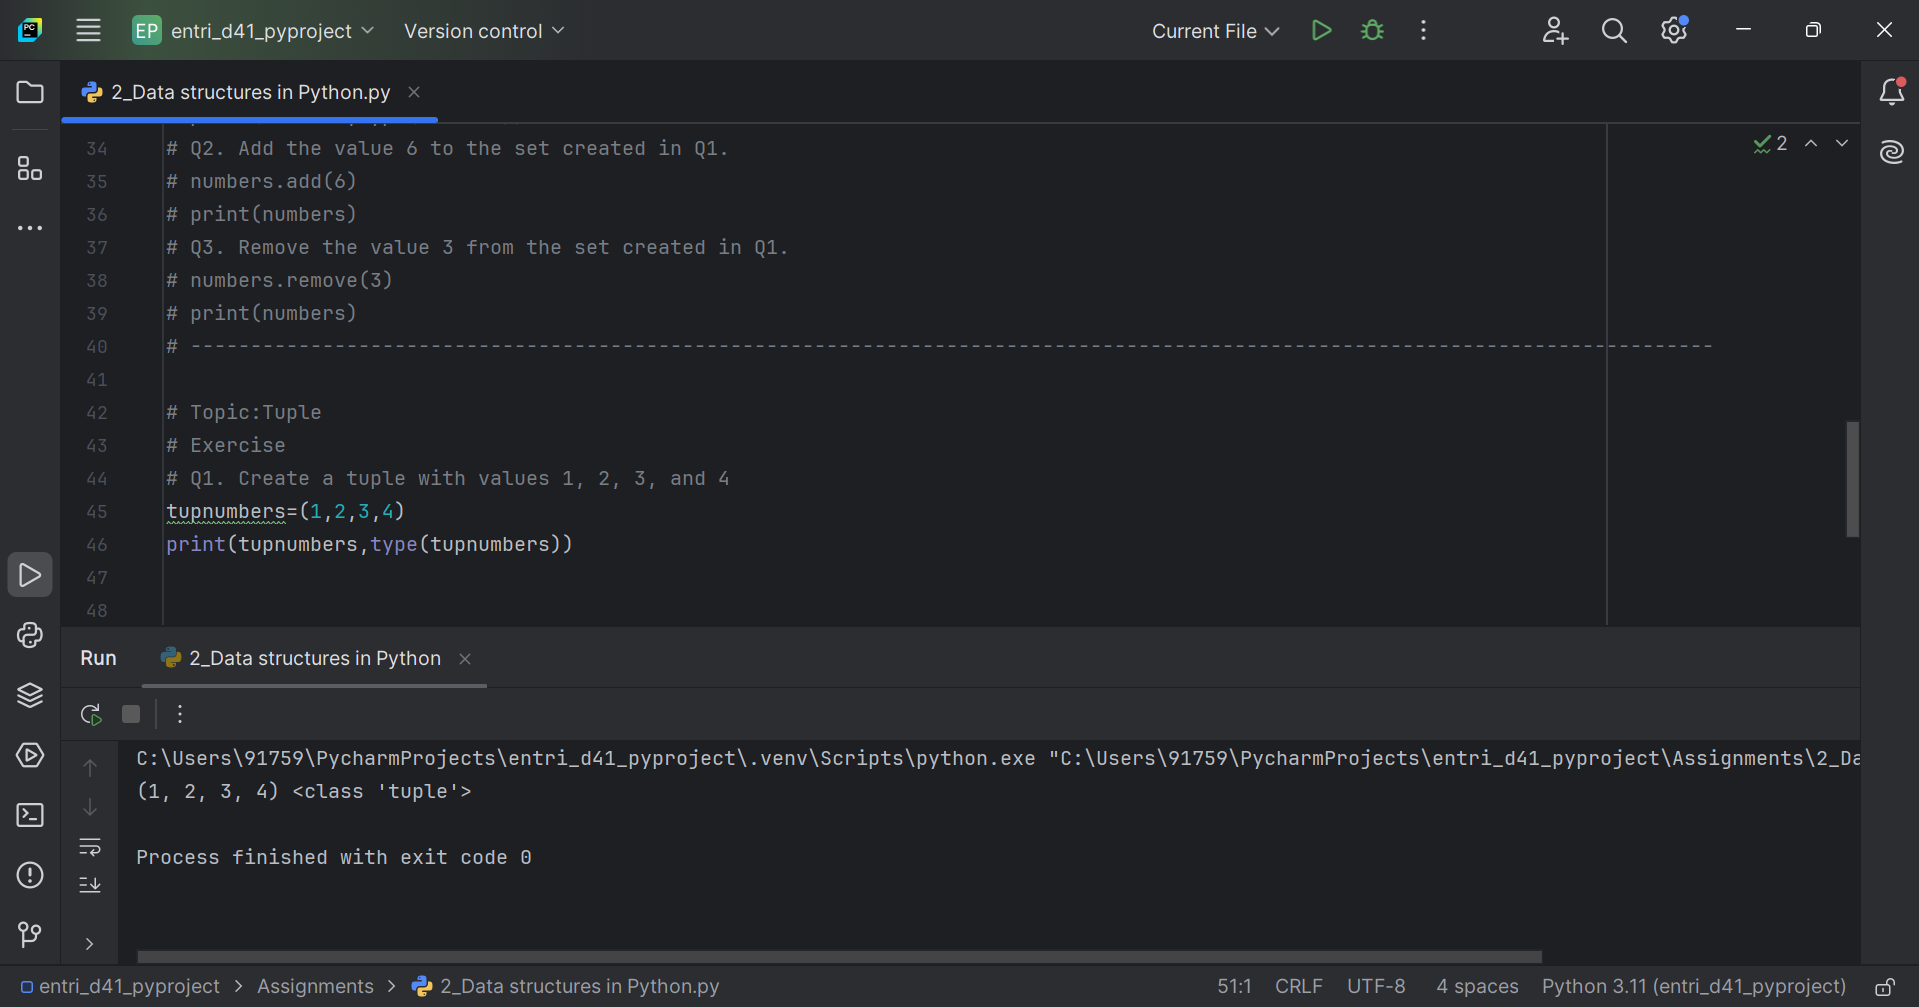 EP entri_d41_pyproject Version control Current File
2_Data structures in Python.py
34 # Q2. Add the value 6 to the set created in Q1.
35 # numbers.add(6)
36 # print(numbers)
37 # Q3. Remove the value 3 from the set created in Q1.
38 # numbers.remove(3)
39 # print(numbers)
40 # -------------------------------------------------------------------------------------------------------------------------------
41
42 # Topic:Tuple
43 # Exercise
44 # Q1. Create a tuple with values 1, 2, 3, and 4
45 tupnumbers=(1,2,3,4)
46 print(tupnumbers,type(tupnumbers))
47
48
2
Run 2_Data structures in Python
C:\Users\91759\PycharmProjects\entri_d41_pyproject\.venv\Scripts\python.exe "C:\Users\91759\PycharmProjects\entri_d41_pyproject\Assignments\2_Da
(1, 2, 3, 4) <class 'tuple'>
Process finished with exit code 0
entri_d41_pyproject > Assignments > 2_Data structures in Python.py 51:1 CRLF UTF-8 4 spaces Python 3.11 (entri_d41_pyproject)